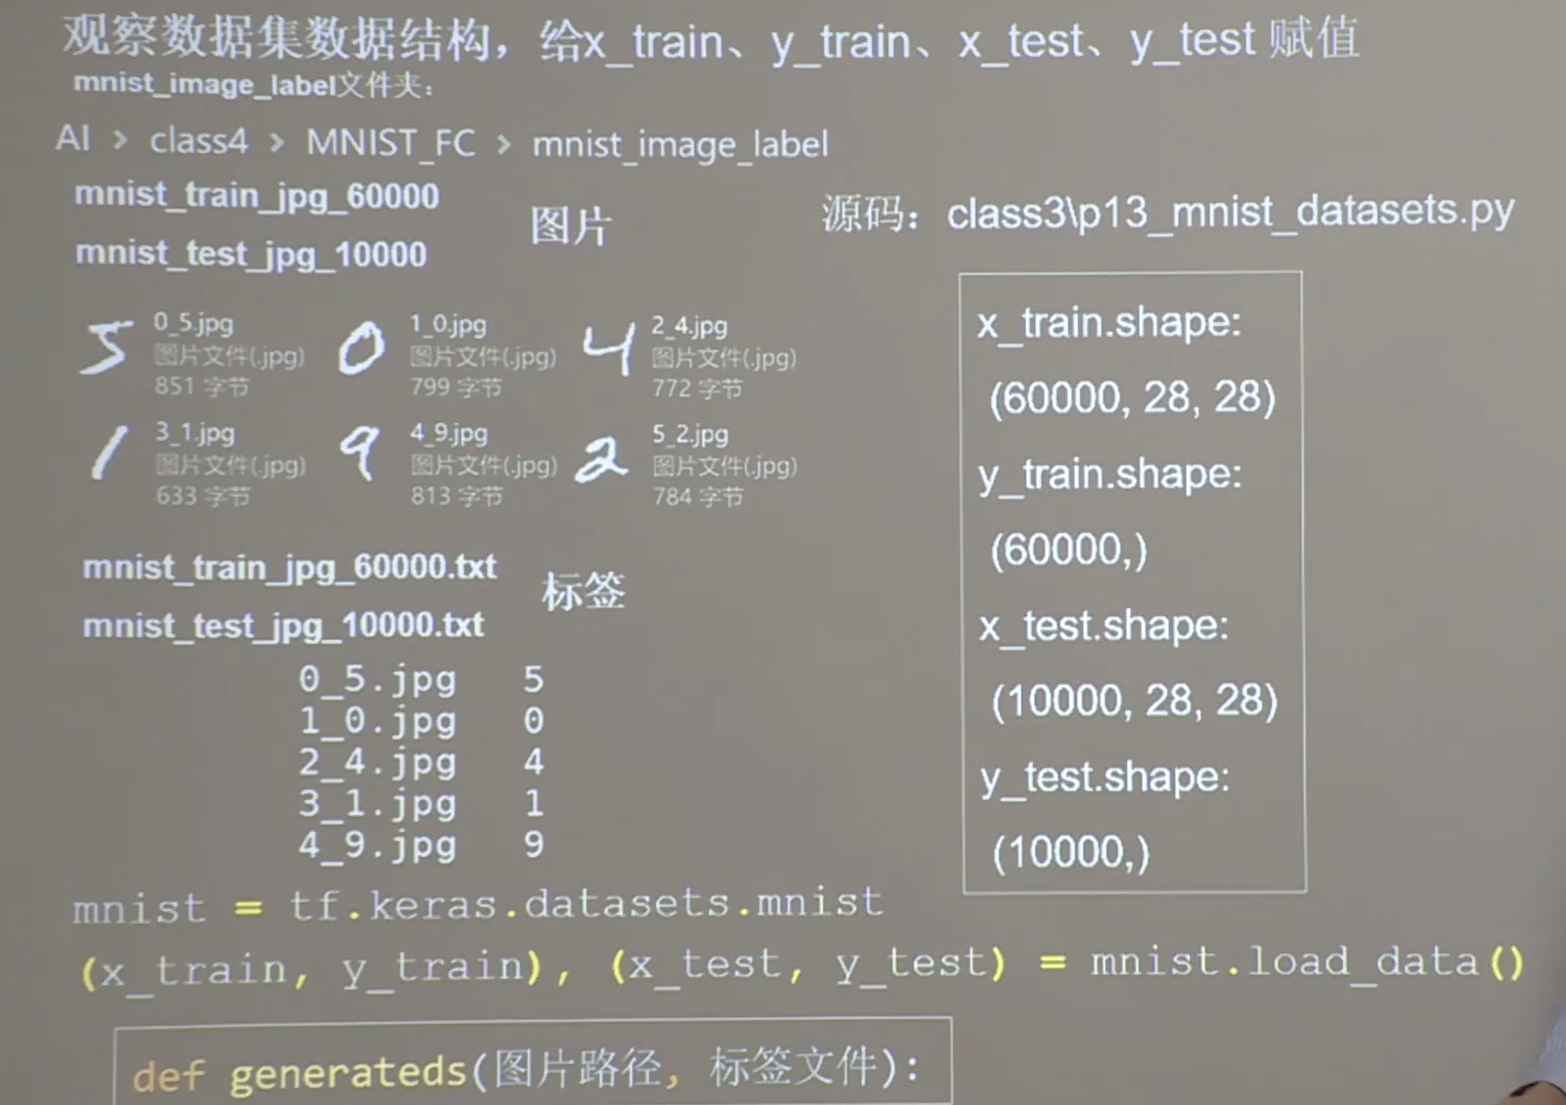 观察数据集数据结构，给x_train、y_train、x_test、y_test 赋值
mnist_image_label文件夹：
AI > class4 > MNIST_FC > mnist_image_label
mnist_train_jpg_60000
mnist_test_jpg_10000
图片
源码：class3\p13_mnist_datasets.py
5 0_5.jpg
图片文件(.jpg)
851 字节
0 1_0.jpg
图片文件(.jpg)
799 字节
4 2_4.jpg
图片文件(.jpg)
772 字节
1 3_1.jpg
图片文件(.jpg)
633 字节
9 4_9.jpg
图片文件(.jpg)
813 字节
2 5_2.jpg
图片文件(.jpg)
784 字节
x_train.shape:
(60000, 28, 28)
y_train.shape:
(60000,)
x_test.shape:
(10000, 28, 28)
y_test.shape:
(10000,)
mnist_train_jpg_60000.txt
mnist_test_jpg_10000.txt
标签
0_5.jpg 5
1_0.jpg 0
2_4.jpg 4
3_1.jpg 1
4_9.jpg 9
mnist = tf.keras.datasets.mnist
(x_train, y_train), (x_test, y_test) = mnist.load_data()
def generateds(图片路径, 标签文件):